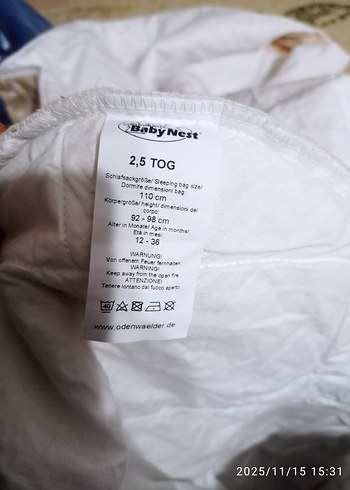 BabyNest
2,5 TOG
Schlafsackgröße/ Sleeping bag size/
Dormire dimensioni bag:
110 cm
Körpergröße/ height/ dimensioni del
corpo:
92 - 98 cm
Alter in Monate/ Age in months/
Età in mesi:
12 - 36
WARNUNG!
Von offenem Feuer fernhalten.
WARNING!
Keep away from the open fire
ATTENZIONE!
Tenere lontano dal fuoco aperto.
40
www.odenwaelder.de
2025/11/15 15:31